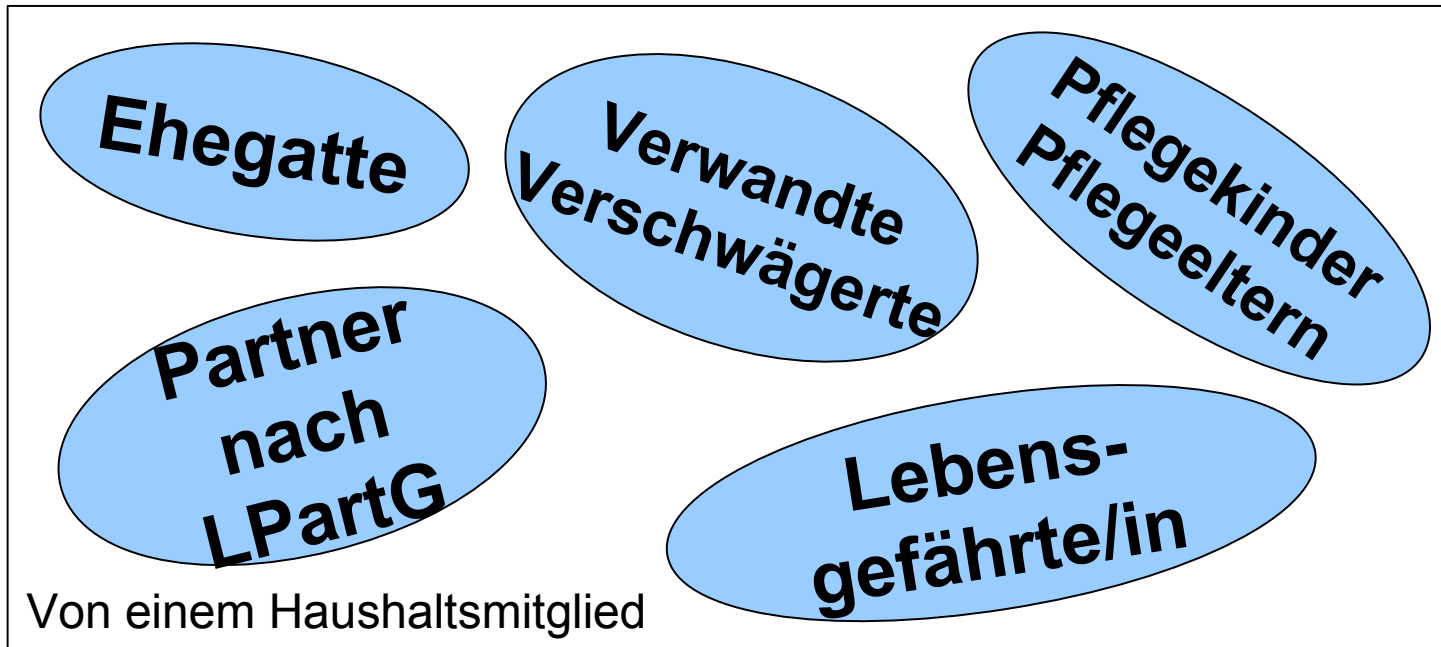 Ehegatte
Verwandte
Verschwägerte
Pflegekinder
Pflegeeltern
Partner
nach
LPartG
Lebens-
gefährte/in
Von einem Haushaltsmitglied